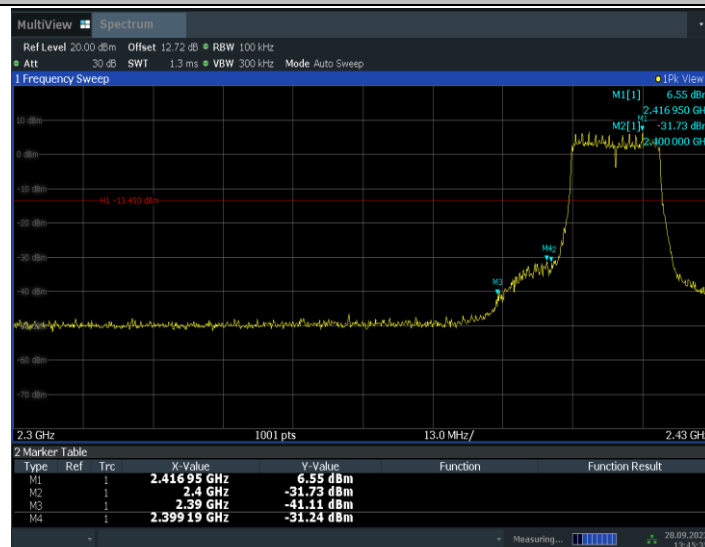 MultiView Spectrum
Ref Level 20.00 dBm Offset 12.72 dB RBW 100 kHz
Att 30 dB SWT 1.3 ms VBW 300 kHz Mode Auto Sweep
1 Frequency Sweep 1Pk View
M1[1] 6.55 dBm
2.416 950 GH
M1
M2[1] -31.73 dBm
2.400 000 GH
10 dBm
0 dBm
-10 dBm
H1 -13.450 dBm
-20 dBm
-30 dBm
M4 M2
M3
-40 dBm
-60 dBm
-70 dBm
2.3 GHz 1001 pts 13.0 MHz/ 2.43 GH
2 Marker Table
Type Ref Trc X-Value Y-Value Function Function Result
M1 1 2.416 95 GHz 6.55 dBm
M2 1 2.4 GHz -31.73 dBm
M3 1 2.39 GHz -41.11 dBm
M4 1 2.399 19 GHz -31.24 dBm
Measuring... 28.09.202
13:45:3